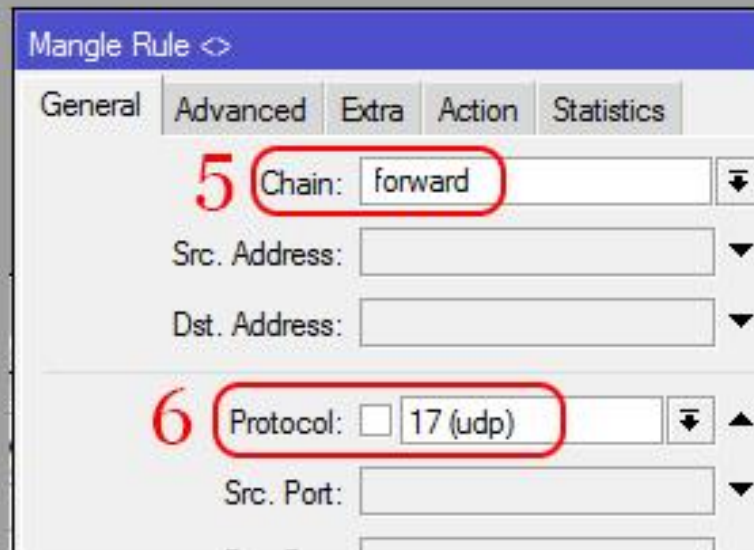 Mangle Rule <>
General Advanced Extra Action Statistics
5 Chain: forward
Src. Address:
Dst. Address:
6 Protocol: 17 (udp)
Src. Port: